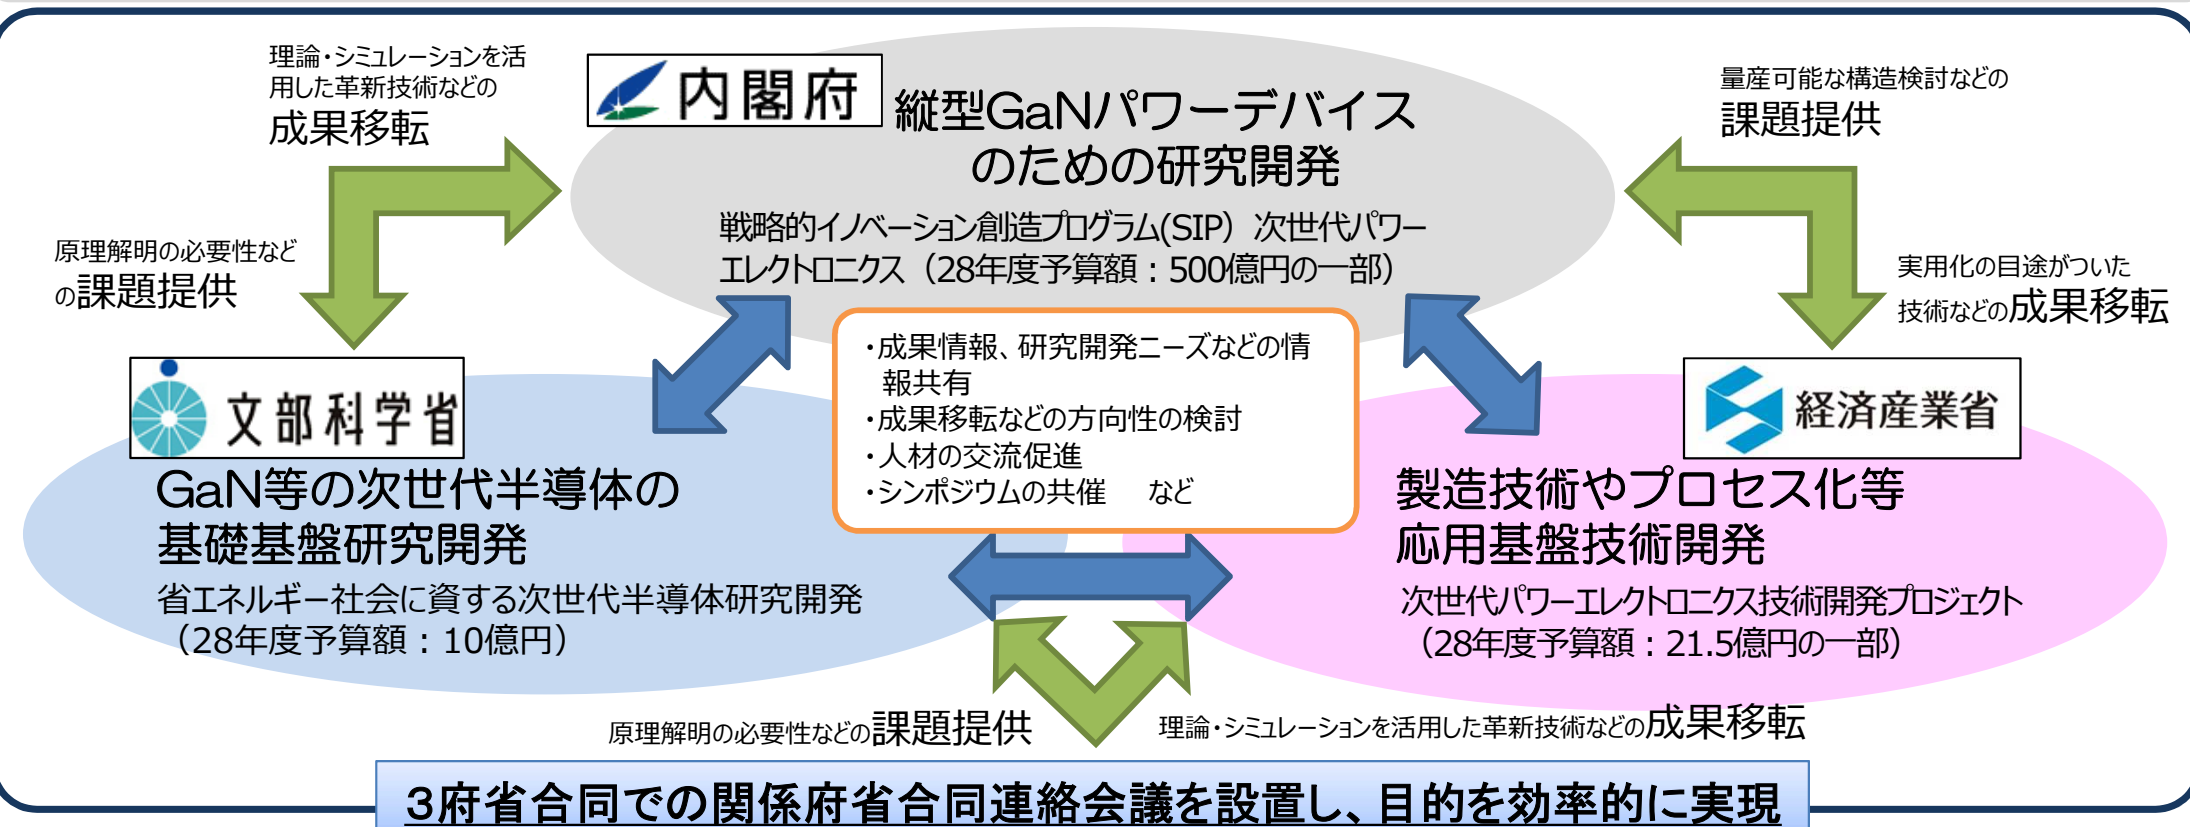 理論・シミュレーションを活
用した革新技術などの
成果移転
内閣府
縦型GaNパワーデバイス
のための研究開発
量産可能な構造検討などの
課題提供
戦略的イノベーション創造プログラム(SIP）次世代パワー
エレクトロニクス（28年度予算額：500億円の一部）
原理解明の必要性など
の課題提供
実用化の目途がついた
技術などの成果移転
・成果情報、研究開発ニーズなどの情
報共有
・成果移転などの方向性の検討
・人材の交流促進
・シンポジウムの共催　など
文部科学省
GaN等の次世代半導体の
基礎基盤研究開発
省エネルギー社会に資する次世代半導体研究開発
（28年度予算額：10億円）
経済産業省
製造技術やプロセス化等
応用基盤技術開発
次世代パワーエレクトロニクス技術開発プロジェクト
（28年度予算額：21.5億円の一部）
原理解明の必要性などの課題提供
理論・シミュレーションを活用した革新技術などの成果移転
３府省合同での関係府省合同連絡会議を設置し、目的を効率的に実現